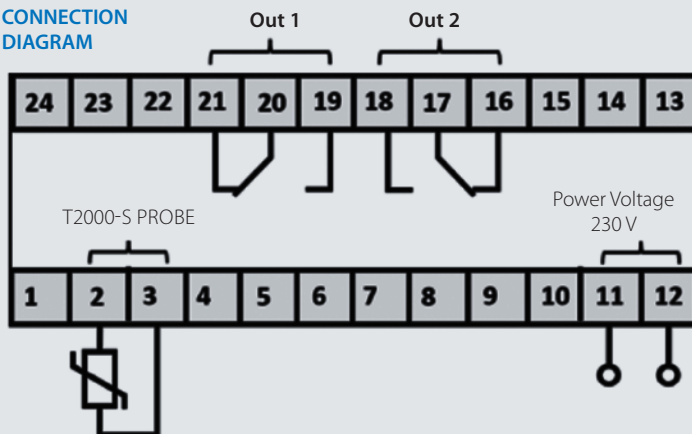 CONNECTION
DIAGRAM
Out 1
Out 2
24 23 22 21 20 19 18 17 16 15 14 13
T2000-S PROBE
Power Voltage
230 V
1 2 3 4 5 6 7 8 9 10 11 12